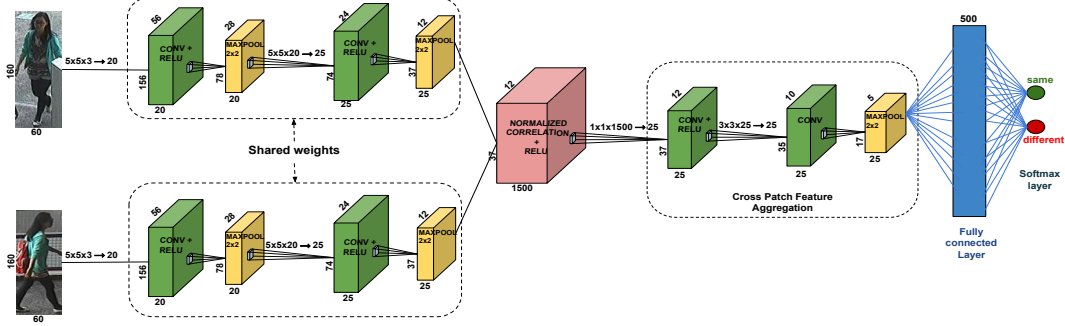 160
60
5x5x3→20
56
CONV +
RELU
156
20
28
MAXPOOL
2x2
78
20
5x5x20→25
24
CONV +
RELU
74
25
12
MAXPOOL
2x2
37
25
Shared weights
160
60
5x5x3→20
56
CONV +
RELU
156
20
28
MAXPOOL
2x2
78
20
5x5x20→25
24
CONV +
RELU
74
25
12
MAXPOOL
2x2
37
25
12
NORMALIZED
CORRELATION
+
RELU
37
1500
1x1x1500→25
12
CONV +
RELU
37
25
3x3x25→25
10
CONV
35
25
5
MAXPOOL
2x2
17
25
Cross Patch Feature
Aggregation
500
Fully
connected
Layer
same
different
Softmax
layer